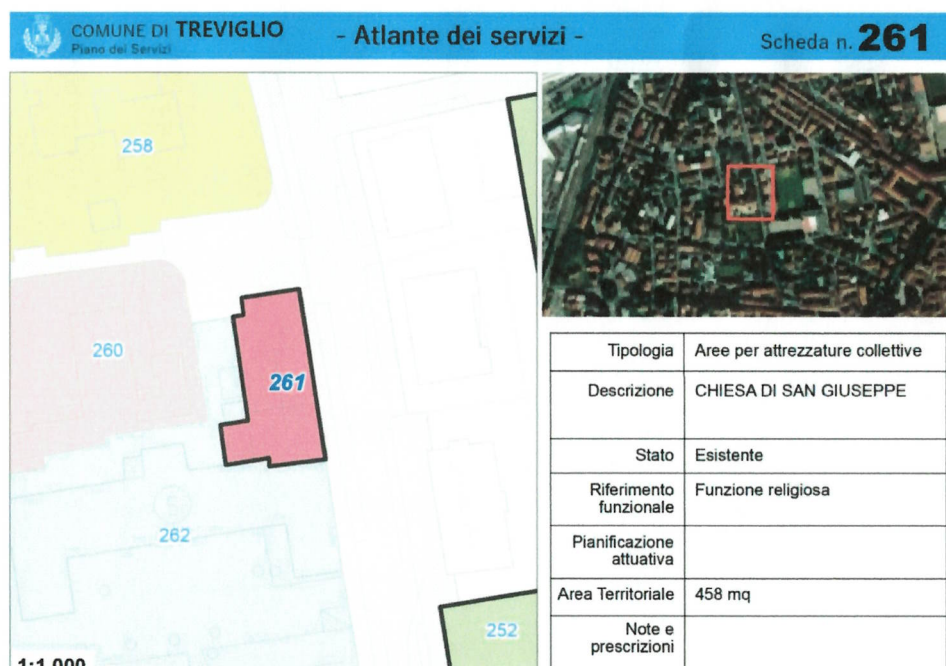 COMUNE DI TREVIGLIO
Piano dei Servizi
- Atlante dei servizi -
Scheda n. 261
258
260
261
262
252
1:1.000
Tipologia Aree per attrezzature collettive
Descrizione CHIESA DI SAN GIUSEPPE
Stato Esistente
Riferimento
funzionale Funzione religiosa
Pianificazione
attuativa
Area Territoriale 458 mq
Note e
prescrizioni